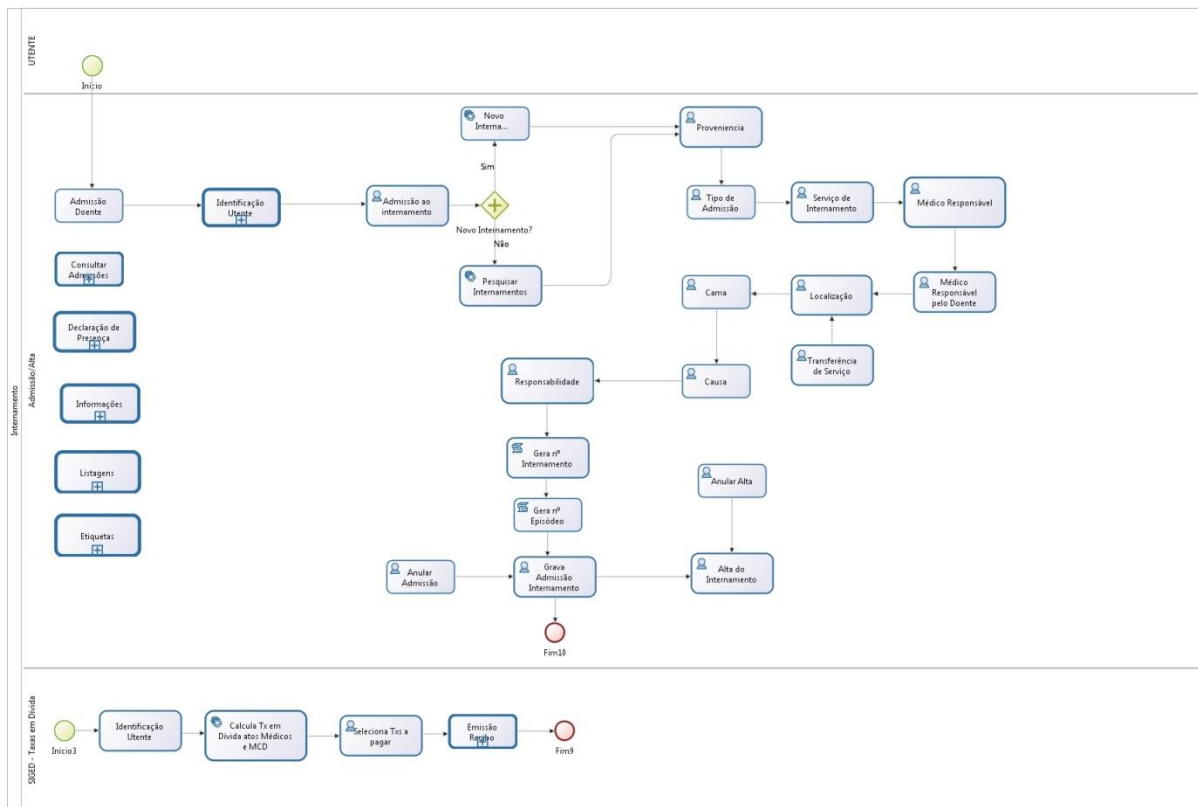 Internamento
UTENTE
Início
Admissão/Alta
Admissão
Doente
Identificação
Utente
Admissão ao
internamento
Novo
Interna...
Sim
Novo Internamento?
Não
Pesquisar
Internamentos
Proveniencia
Tipo de
Admissão
Serviço de
Internamento
Médico Responsável
Médico
Responsável
pelo Doente
Localização
Transferência
de Serviço
Cama
Causa
Responsabilidade
Gera nº
Internamento
Gera nº
Episódeo
Anular
Admissão
Grava
Admissão
Internamento
Fim10
Anular Alta
Alta do
Internamento
Consultar
Admissões
Declaração de
Presença
Informações
Listagens
Etiquetas
SIGED - Taxas em Dívida
Início3
Identificação
Utente
Calcula Tx em
Dívida atos Médicos
e MCD
Seleciona Txs a
pagar
Emissão
Recibo
Fim9